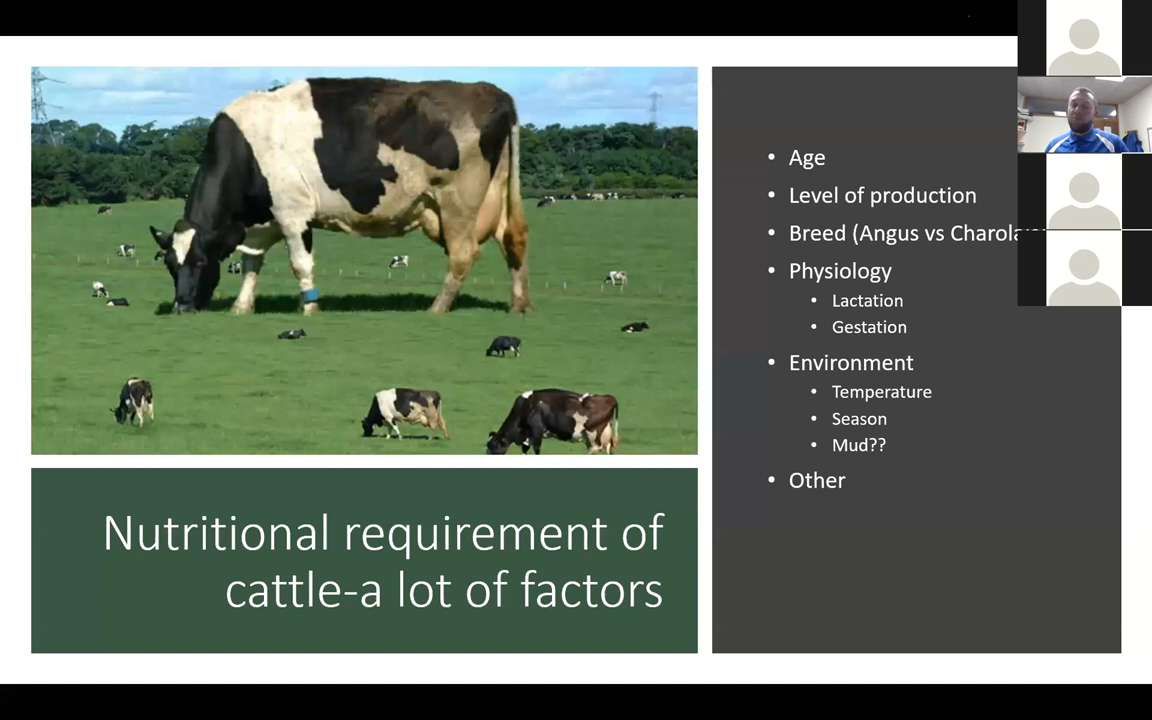 Age
Level of production
Breed (Angus vs
Physiology
Lactation
Gestation
Environment
Temperature
Season
Mud??
Other
Nutritional requirement of
cattle-a lot of factors